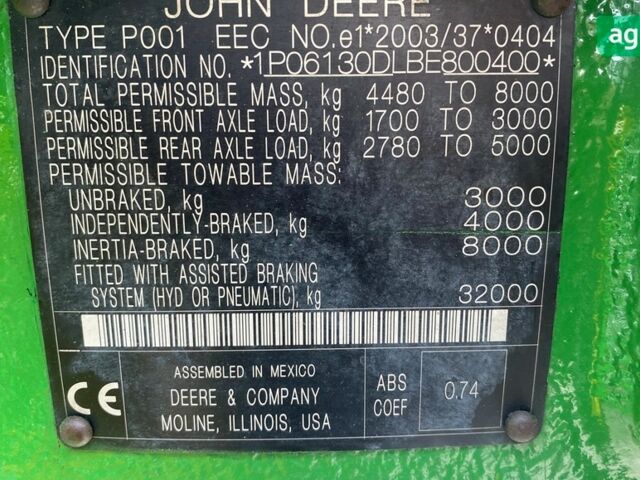 JOHN DEERE
ag
TYPE P001 EEC NO.e1*2003/37*0404
IDENTIFICATION NO. *1P06130DLBE800400*
TOTAL PERMISSIBLE MASS, kg 4480 TO 8000
PERMISSIBLE FRONT AXLE LOAD, kg 1700 TO 3000
PERMISSIBLE REAR AXLE LOAD, kg 2780 TO 5000
PERMISSIBLE TOWABLE MASS:
UNBRAKED, kg 3000
INDEPENDENTLY-BRAKED, kg 4000
INERTIA-BRAKED, kg 8000
FITTED WITH ASSISTED BRAKING
SYSTEM (HYD OR PNEUMATIC), kg 32000
CE
ASSEMBLED IN MEXICO
DEERE & COMPANY
MOLINE, ILLINOIS, USA
ABS
COEF
0.74